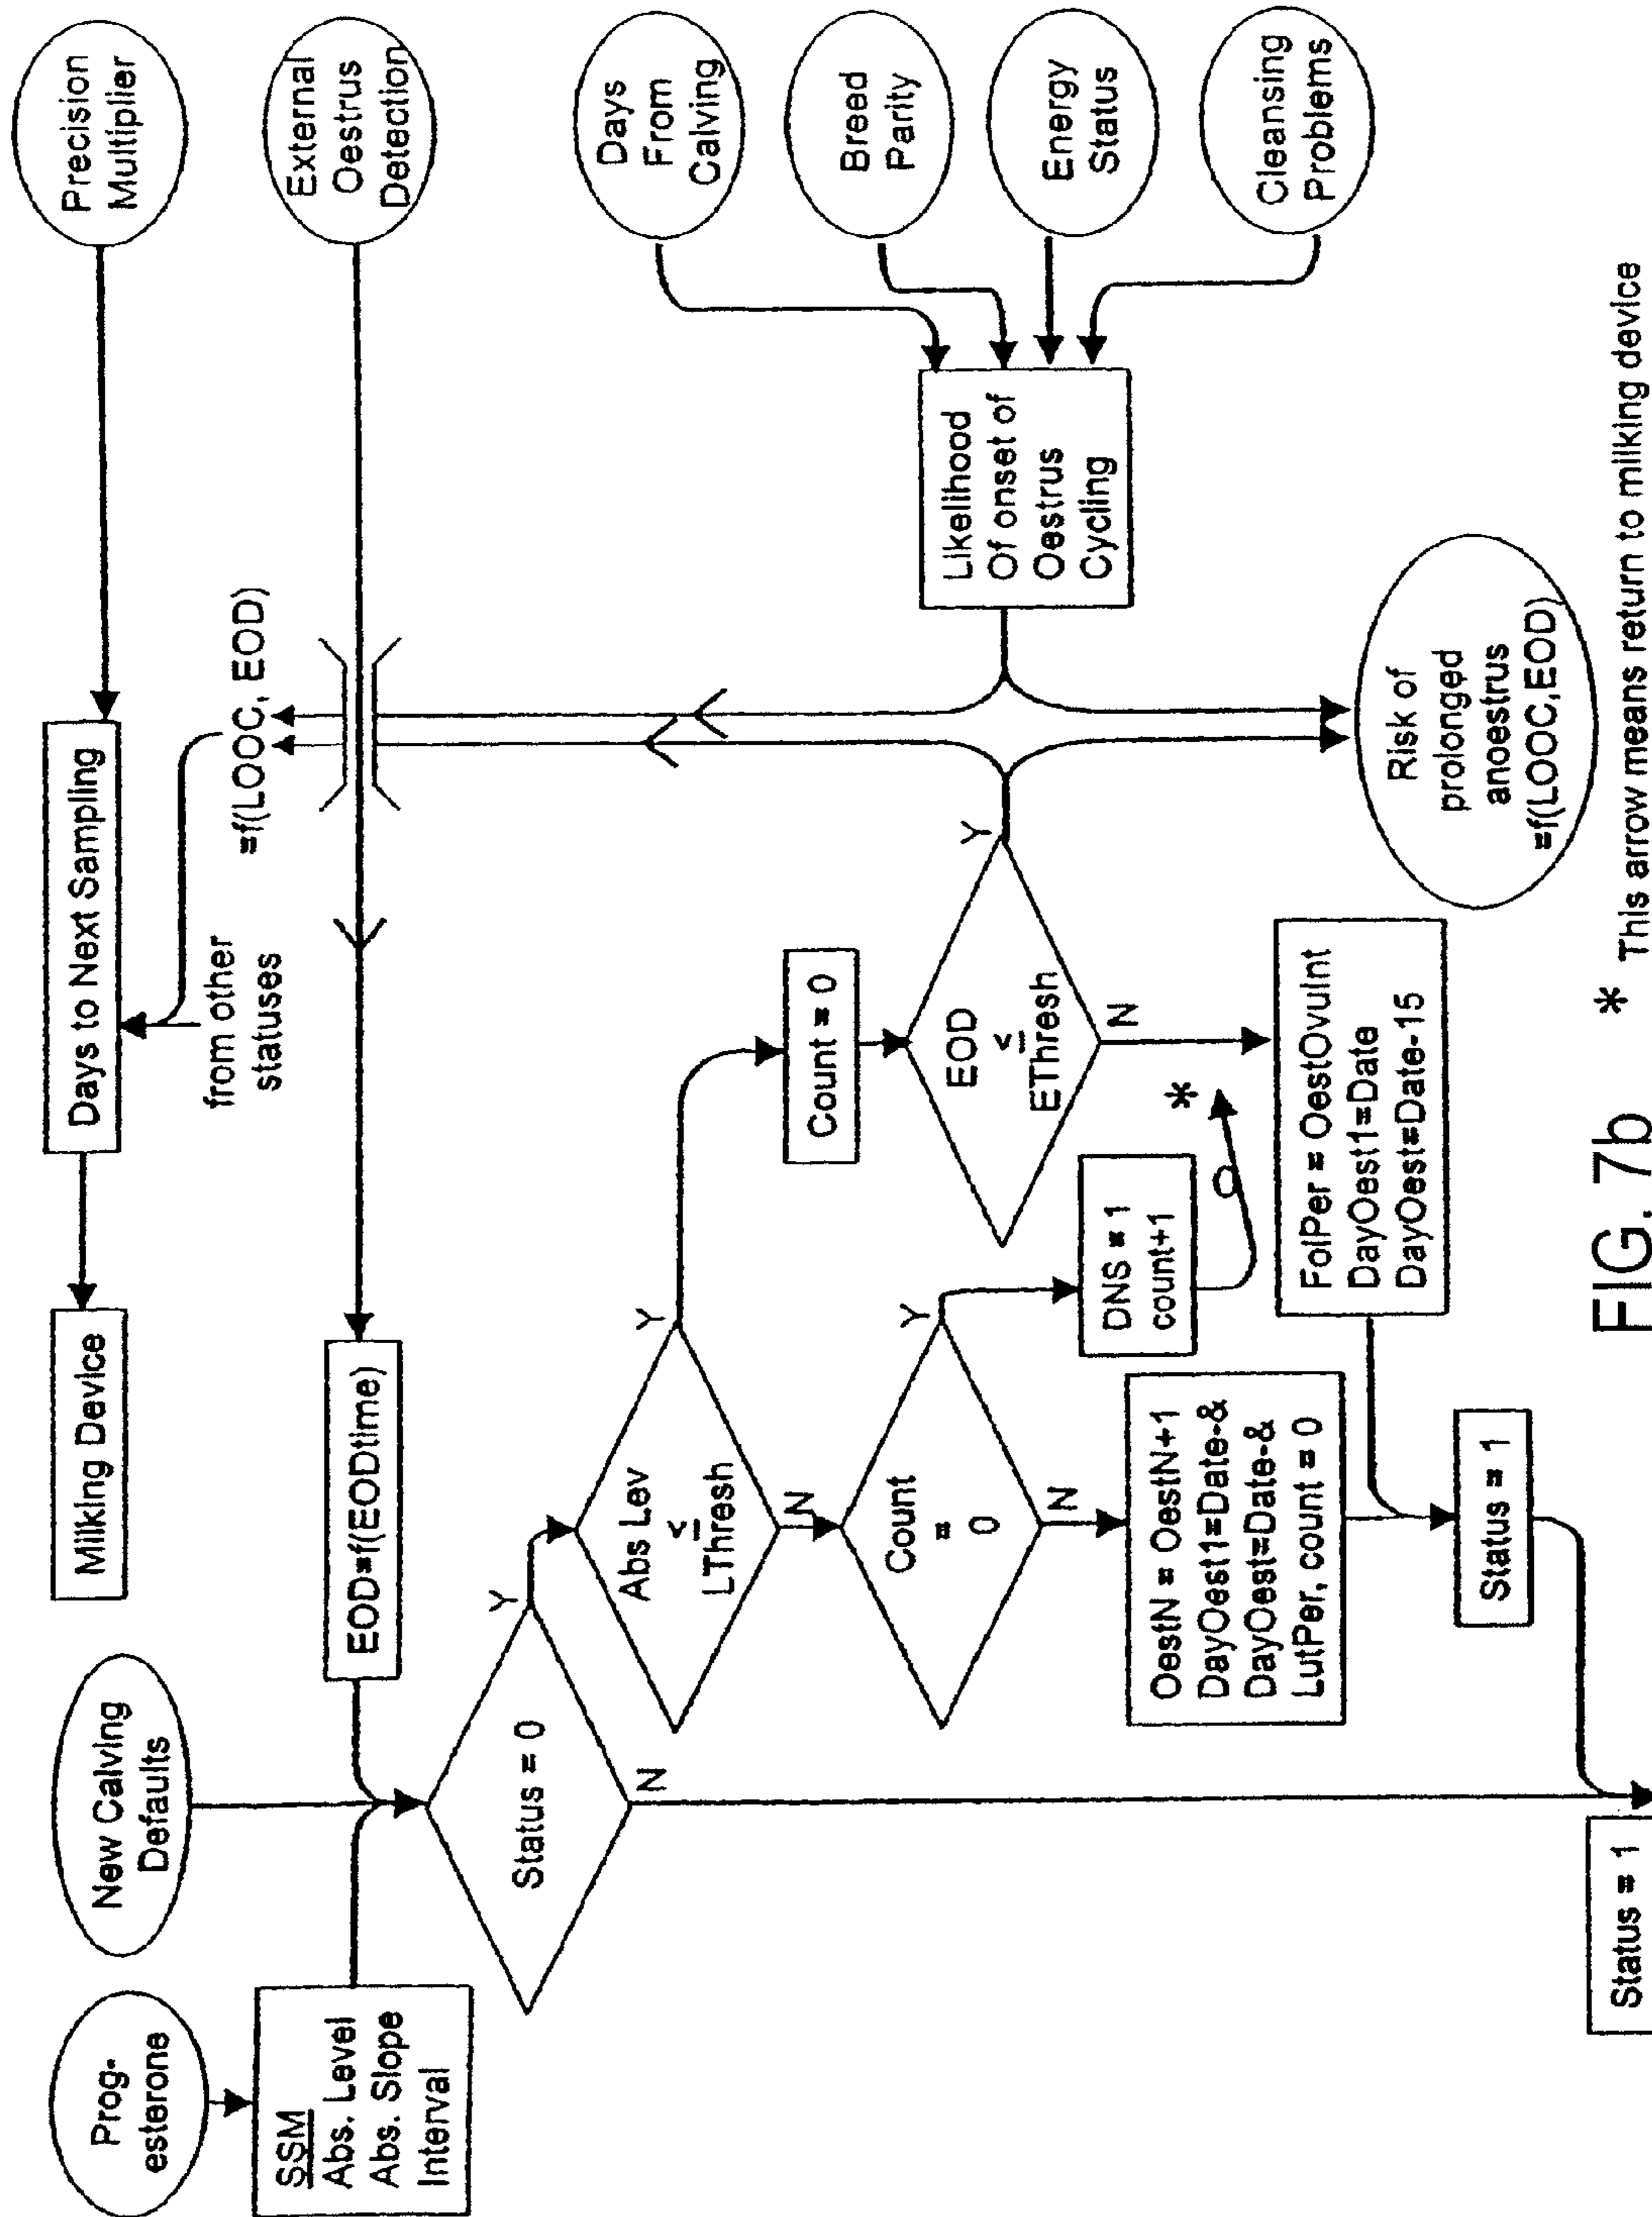 Prog-
esterone
New Calving
Defaults
Milking Device
Days to Next Sampling
Precision
Multiplier
from other
statuses
=f(LOOC, EOD)
SSM
Abs. Level
Abs. Slope
Interval
EOD=f(EODtime)
External
Oestrus
Detection
Status = 0
Y
N
Abs Lev
≤
LThresh
Y
N
Count = 0
Days
From
Calving
Breed
Parity
Energy
Status
Cleansing
Problems
Likelihood
Of onset of
Oestrus
Cycling
Count
=
0
Y
N
EOD
≤
EThresh
Y
N
DNS = 1
count+1
*
OestN = OestN+1
DayOest1=Date-&
DayOest=Date-&
LutPer, count = 0
FolPer = OestOvuInt
DayOest1=Date
DayOest=Date-15
Risk of
prolonged
anoestrus
=f(LOOC,EOD)
Status = 1
Status = 1
FIG. 7b
* This arrow means return to milking device